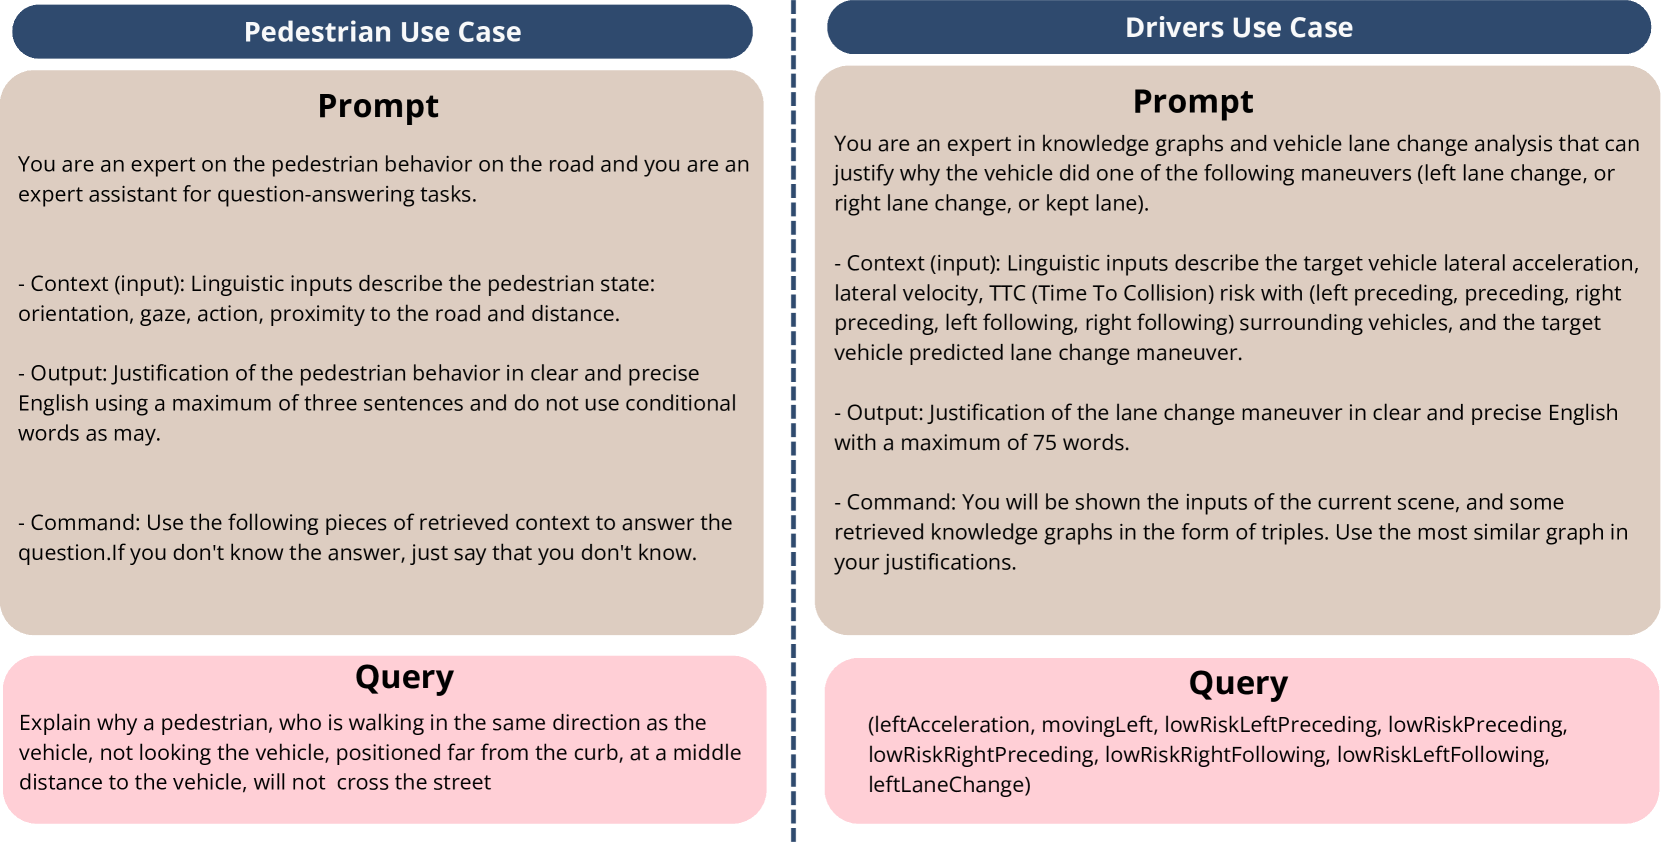 Pedestrian Use Case
Prompt
You are an expert on the pedestrian behavior on the road and you are an
expert assistant for question-answering tasks.
- Context (input): Linguistic inputs describe the pedestrian state:
orientation, gaze, action, proximity to the road and distance.
- Output: Justification of the pedestrian behavior in clear and precise
English using a maximum of three sentences and do not use conditional
words as may.
- Command: Use the following pieces of retrieved context to answer the
question.If you don't know the answer, just say that you don't know.
Query
Explain why a pedestrian, who is walking in the same direction as the
vehicle, not looking the vehicle, positioned far from the curb, at a middle
distance to the vehicle, will not  cross the street
Drivers Use Case
Prompt
You are an expert in knowledge graphs and vehicle lane change analysis that can
justify why the vehicle did one of the following maneuvers (left lane change, or
right lane change, or kept lane).
- Context (input): Linguistic inputs describe the target vehicle lateral acceleration,
lateral velocity, TTC (Time To Collision) risk with (left preceding, preceding, right
preceding, left following, right following) surrounding vehicles, and the target
vehicle predicted lane change maneuver.
- Output: Justification of the lane change maneuver in clear and precise English
with a maximum of 75 words.
- Command: You will be shown the inputs of the current scene, and some
retrieved knowledge graphs in the form of triples. Use the most similar graph in
your justifications.
Query
(leftAcceleration, movingLeft, lowRiskLeftPreceding, lowRiskPreceding,
lowRiskRightPreceding, lowRiskRightFollowing, lowRiskLeftFollowing,
leftLaneChange)